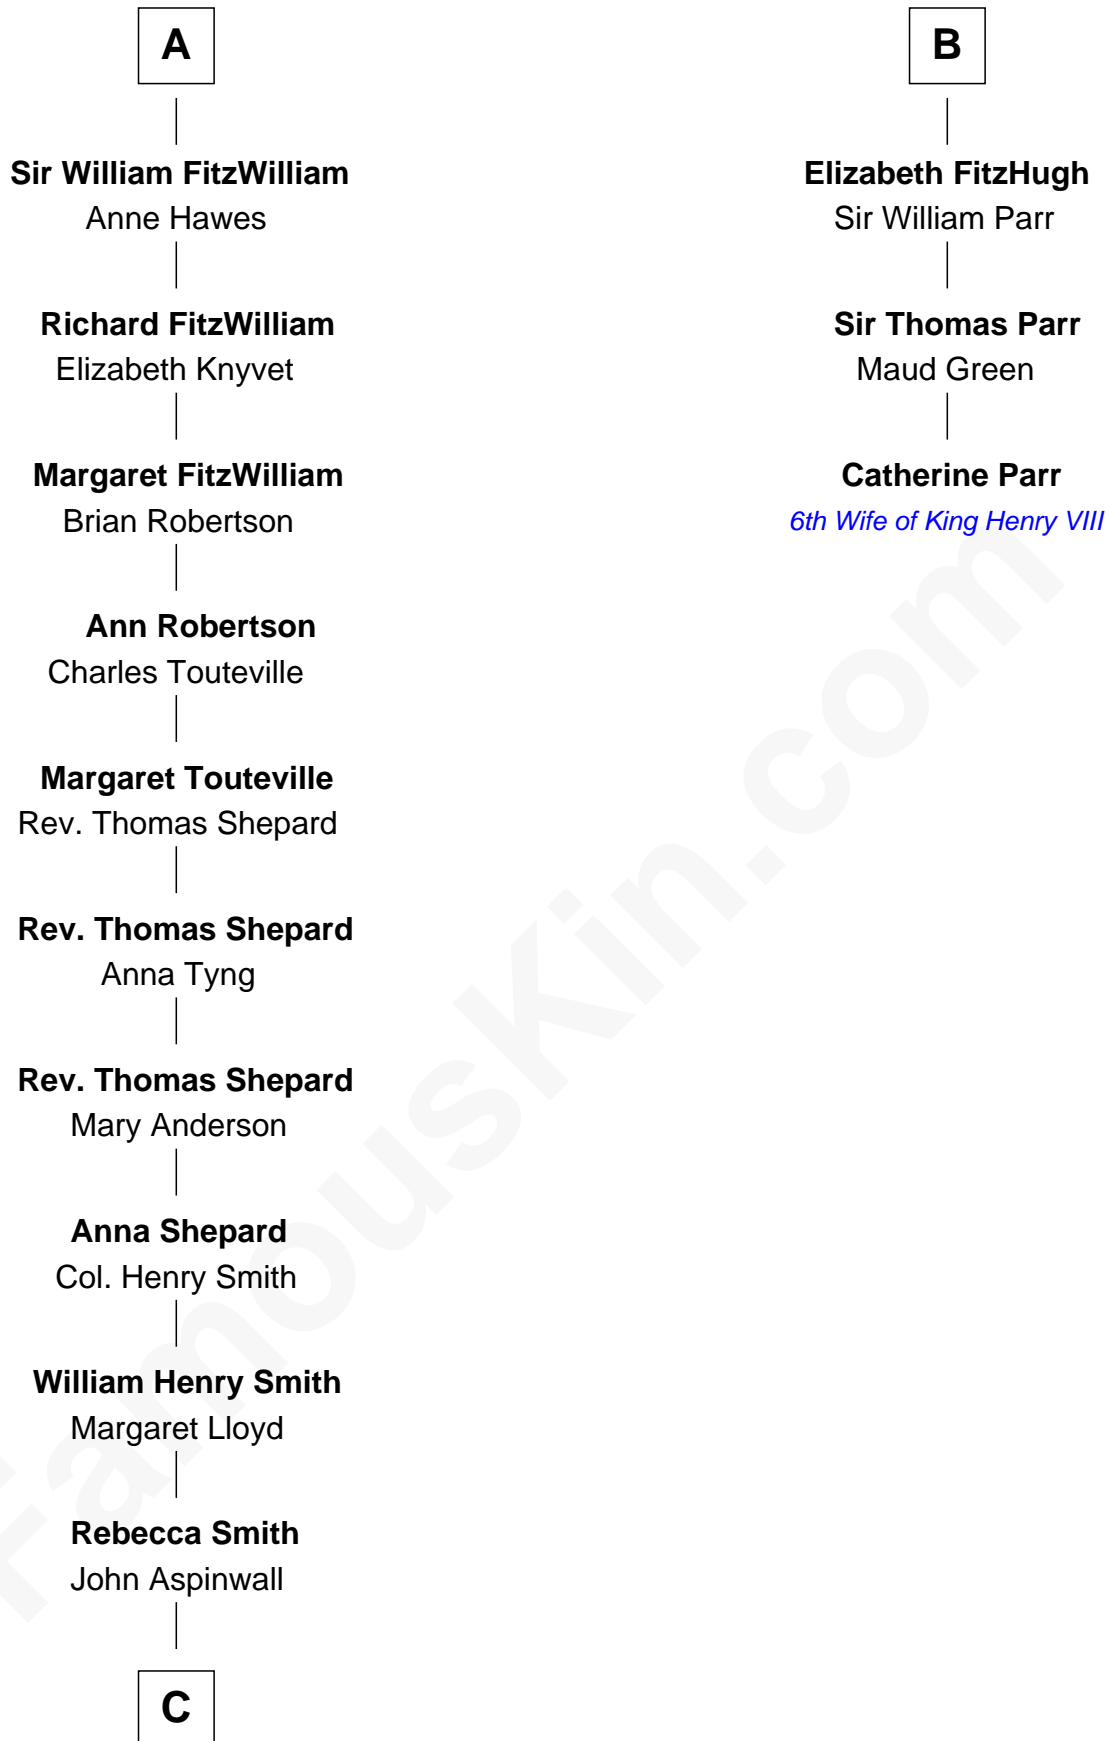 A
Sir William FitzWilliam
Anne Hawes
Richard FitzWilliam
Elizabeth Knyvet
Margaret FitzWilliam
Brian Robertson
Ann Robertson
Charles Touteville
Margaret Touteville
Rev. Thomas Shepard
Rev. Thomas Shepard
Anna Tyng
Rev. Thomas Shepard
Mary Anderson
Anna Shepard
Col. Henry Smith
William Henry Smith
Margaret Lloyd
Rebecca Smith
John Aspinwall
C
B
Elizabeth FitzHugh
Sir William Parr
Sir Thomas Parr
Maud Green
Catherine Parr
6th Wife of King Henry VIII
FamousKin.com